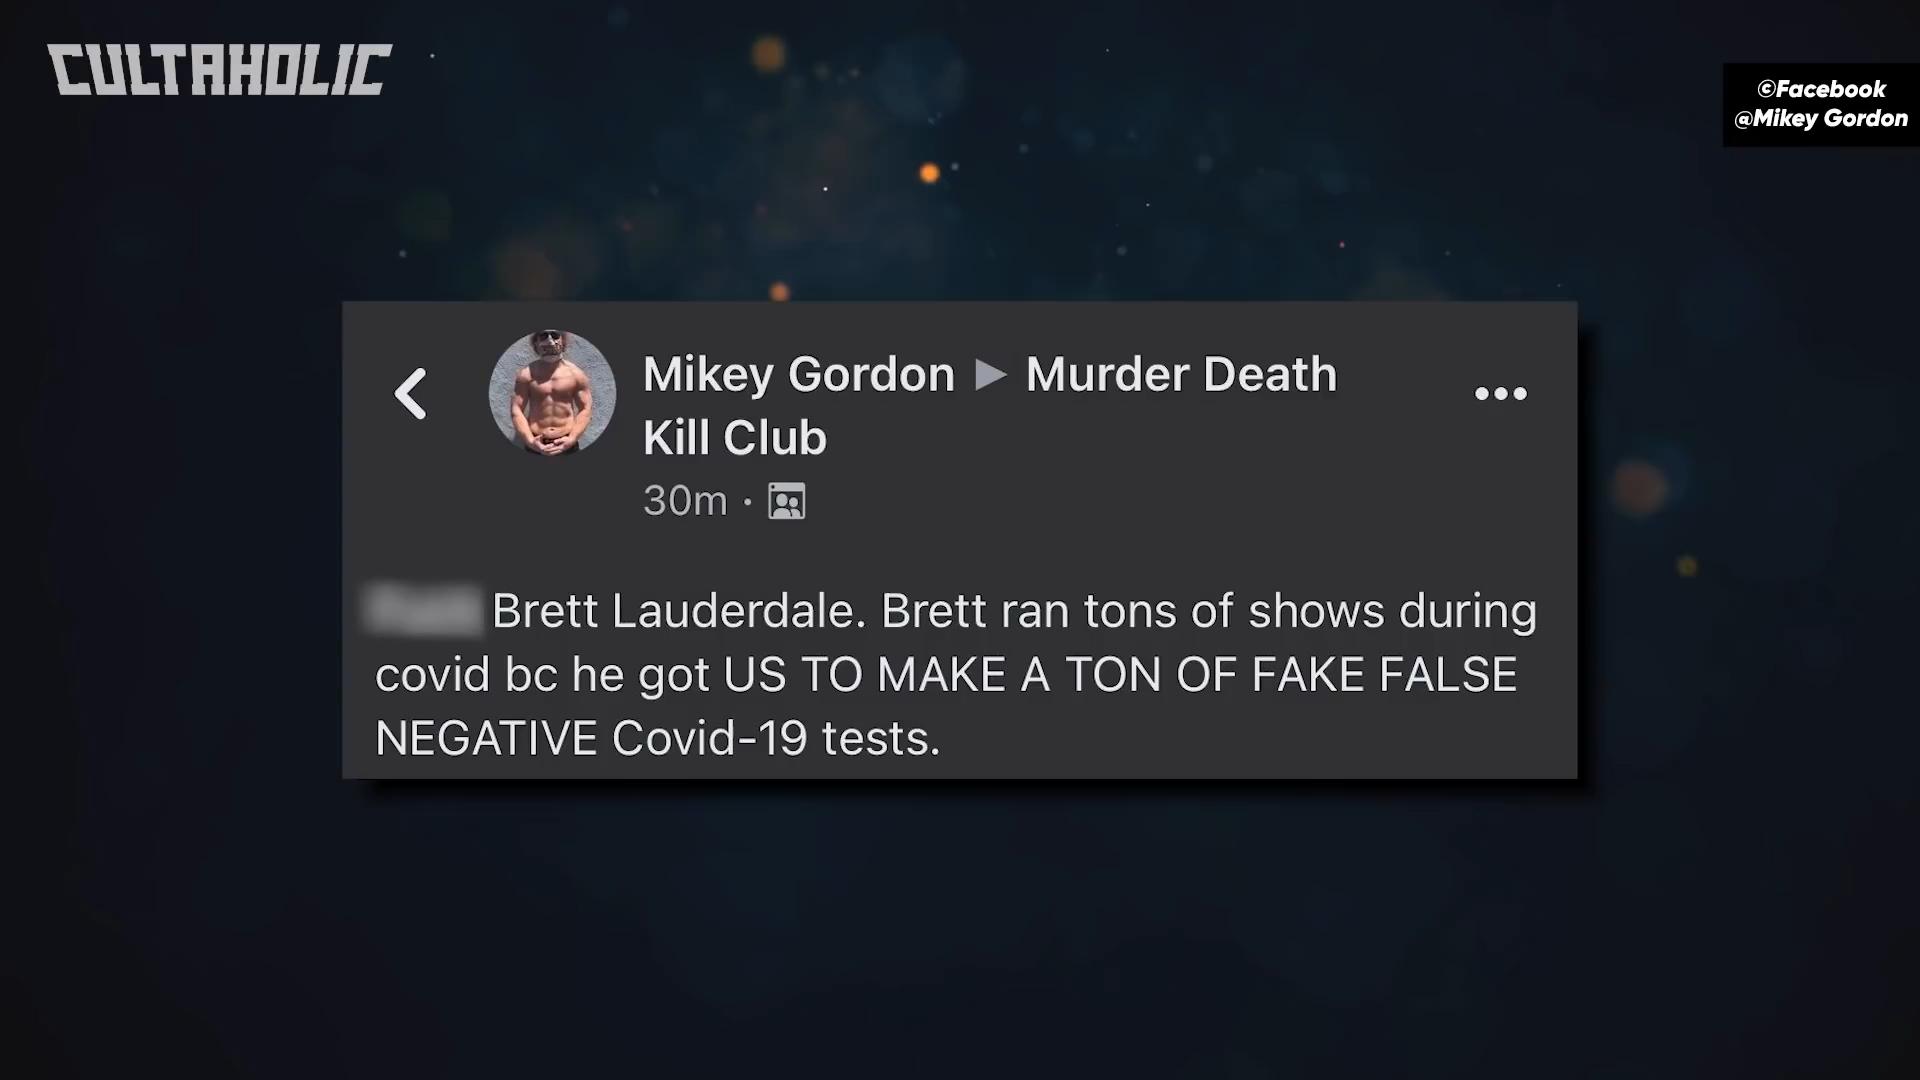 CULTAHOLIC
©Facebook
@Mikey Gordon
Mikey Gordon ▶ Murder Death
Kill Club
30m ·
Brett Lauderdale. Brett ran tons of shows during
covid bc he got US TO MAKE A TON OF FAKE FALSE
NEGATIVE Covid-19 tests.